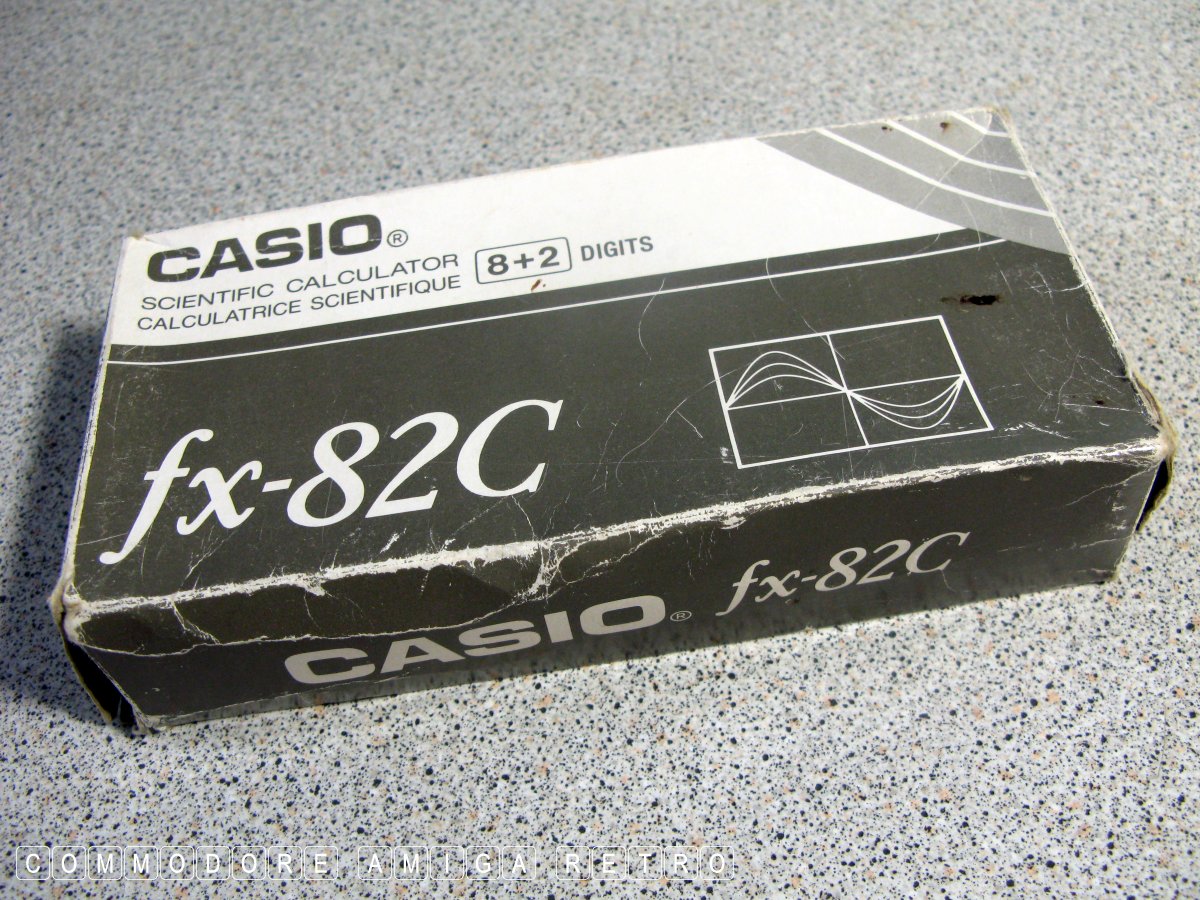 CASIO®
SCIENTIFIC CALCULATOR
CALCULATRICE SCIENTIFIQUE
8+2 DIGITS
fx-82C
CASIO® fx-82C
COMMODORE AMIGA RETRO